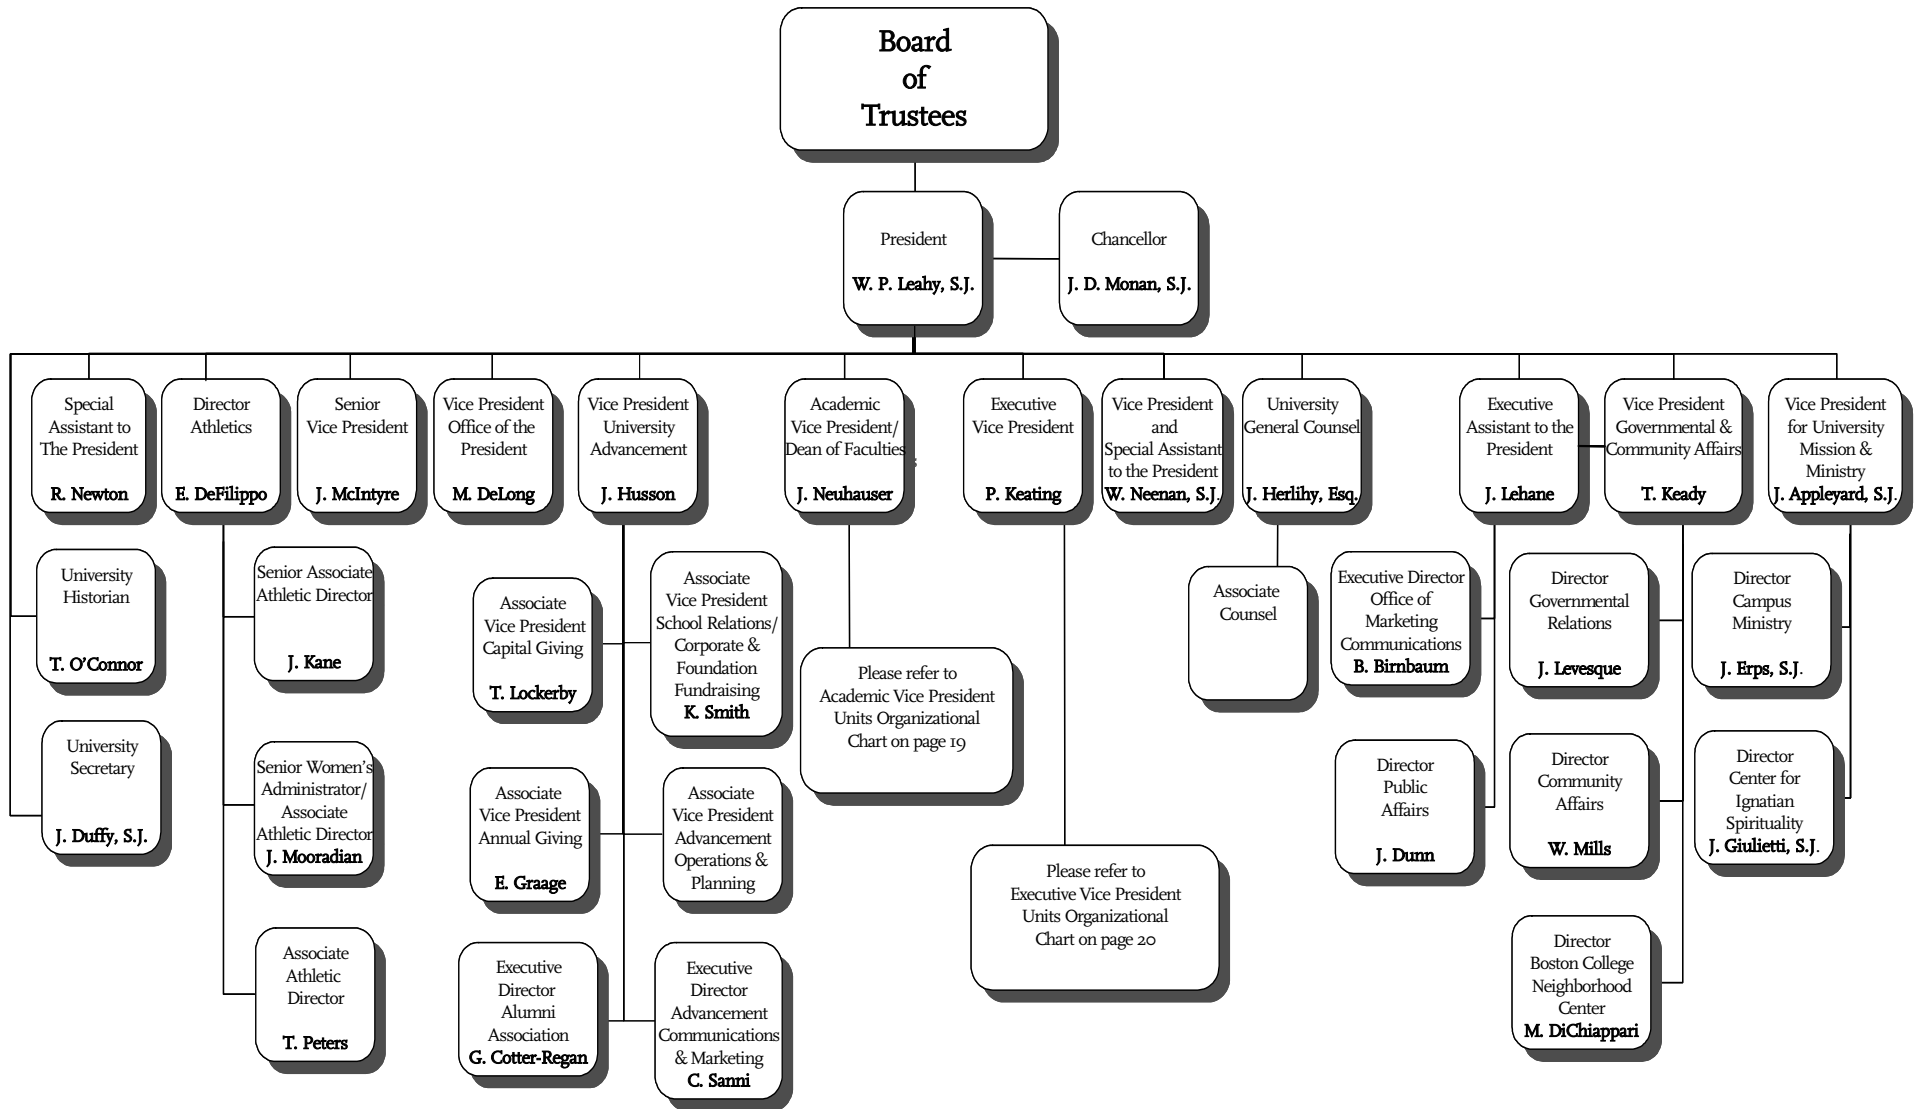 Board
of
Trustees
President
W. P. Leahy, S.J.
Chancellor
J. D. Monan, S.J.
Special
Assistant to
The President
R. Newton
Director
Athletics
E. DeFilippo
Senior
Vice President
J. McIntyre
Vice President
Office of the
President
M. DeLong
Vice President
University
Advancement
J. Husson
Academic
Vice President/
Dean of Faculties
J. Neuhauser
Executive
Vice President
P. Keating
Vice President
and
Special Assistant
to the President
W. Neenan, S.J.
University
General Counsel
J. Herlihy, Esq.
Executive
Assistant to the
President
J. Lehane
Vice President
Governmental &
Community Affairs
T. Keady
Vice President
for University
Mission &
Ministry
J. Appleyard, S.J.
University
Historian
T. O'Connor
Senior Associate
Athletic Director
J. Kane
Associate
Vice President
Capital Giving
T. Lockerby
Associate
Vice President
School Relations/
Corporate &
Foundation
Fundraising
K. Smith
Please refer to
Academic Vice President
Units Organizational
Chart on page 19
Associate
Counsel
Executive Director
Office of
Marketing
Communications
B. Birnbaum
Director
Governmental
Relations
J. Levesque
Director
Campus
Ministry
J. Erps, S.J.
University
Secretary
J. Duffy, S.J.
Senior Women's
Administrator/
Associate
Athletic Director
J. Mooradian
Associate
Vice President
Annual Giving
E. Graage
Associate
Vice President
Advancement
Operations &
Planning
Please refer to
Executive Vice President
Units Organizational
Chart on page 20
Director
Public
Affairs
J. Dunn
Director
Community
Affairs
W. Mills
Director
Center for
Ignatian
Spirituality
J. Giulietti, S.J.
Associate
Athletic
Director
T. Peters
Executive
Director
Alumni
Association
G. Cotter-Regan
Executive
Director
Advancement
Communications
& Marketing
C. Sanni
Director
Boston College
Neighborhood
Center
M. DiChiappari